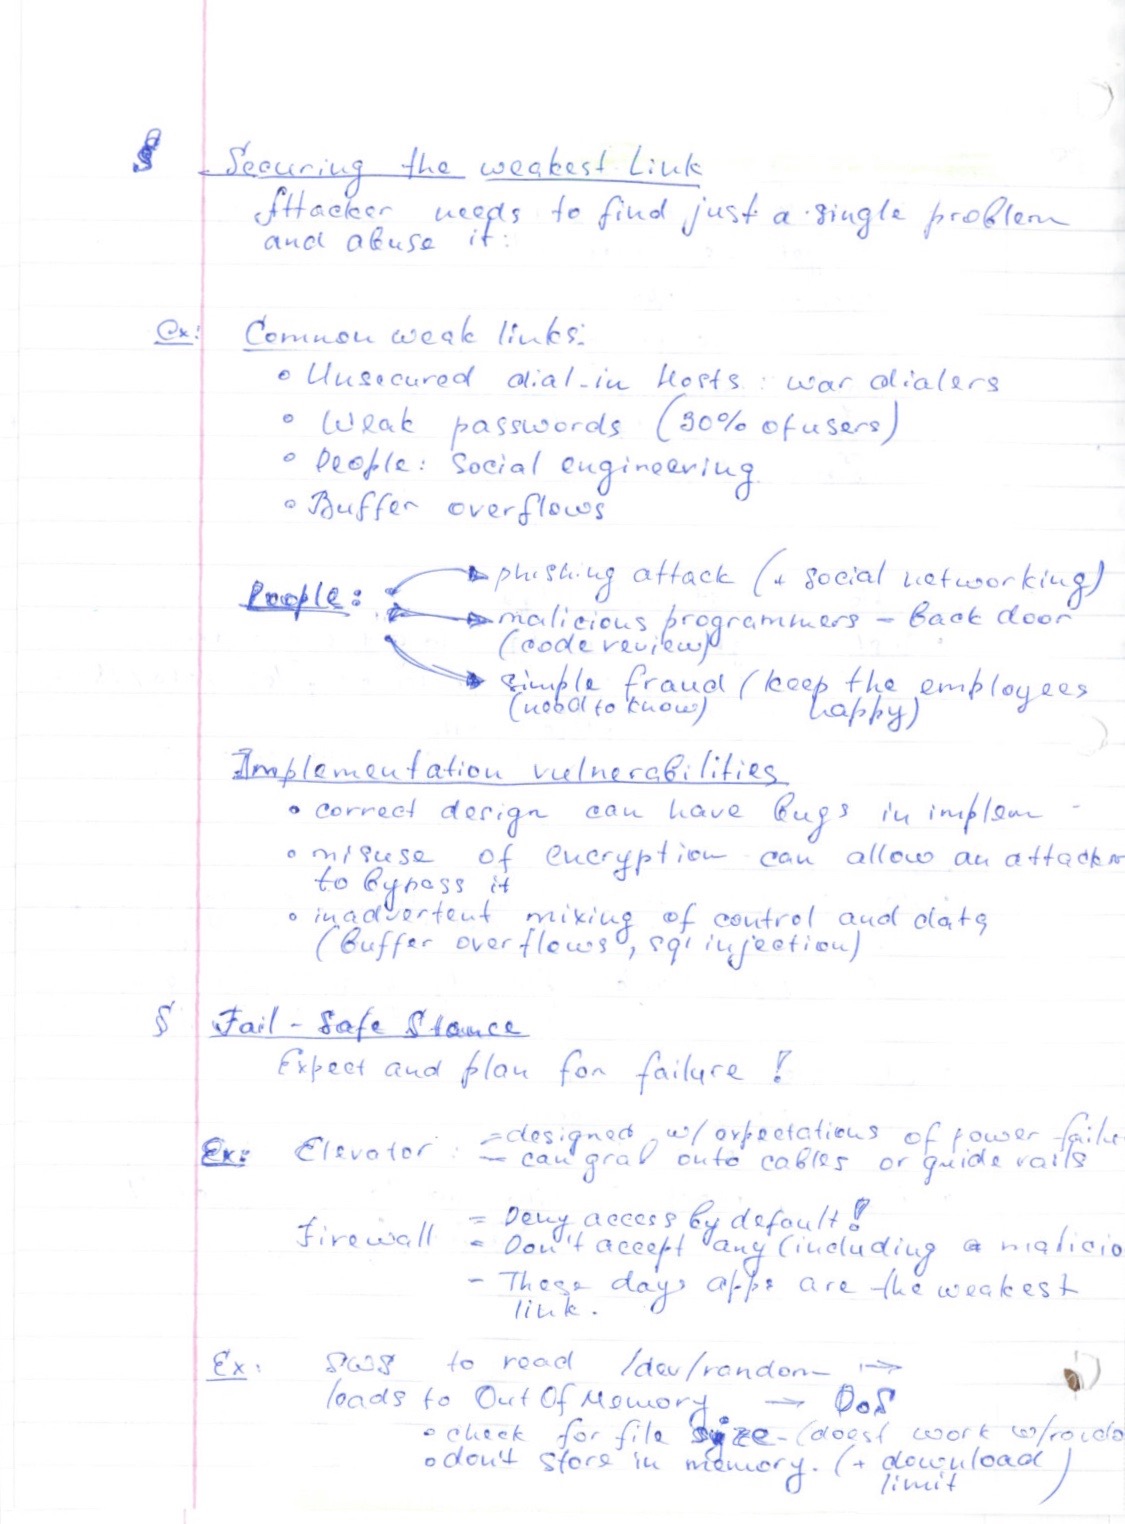 § Securing the weakest Link
Attacker needs to find just a single problem
and abuse it:
Ex: Common weak links:
• Unsecured dial-in Hosts : war dialers
• Weak passwords (30% of users)
• People: Social engineering
• Buffer overflows
People: phishing attack (+ social networking)
malicious programmers - back door
(code review)
simple fraud (keep the employees
(need to know) happy)
Implementation vulnerabilities
• correct design can have bugs in implem -
• misuse of encryption can allow an attacker
to bypass it
• inadvertent mixing of control and data
(Buffer overflows, sql injection)
§ Fail-Safe Stance
Expect and plan for failure !
Ex: Elevator : - designed w/ expectations of power failu
- can grab onto cables or guide rails
Firewall - Deny access by default!
- Don't accept any (including a malicio
- These days apps are the weakest
link.
Ex: SWS to read /dev/random →
leads to Out Of Memory → DoS
• check for file size - (doest work w/
• don't store in memory. (+ download
limit)